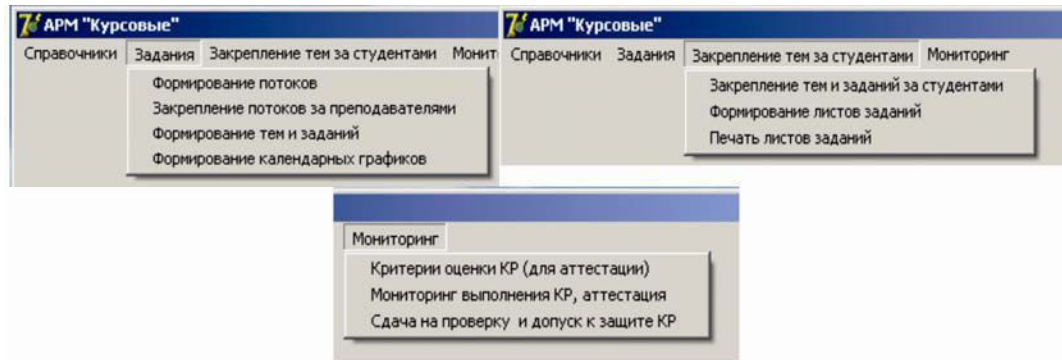 АРМ "Курсовые"
Справочники Задания Закрепление тем за студентами Монит
Формирование потоков
Закрепление потоков за преподавателями
Формирование тем и заданий
Формирование календарных графиков
АРМ "Курсовые"
Справочники Задания Закрепление тем за студентами Мониторинг
Закрепление тем и заданий за студентами
Формирование листов заданий
Печать листов заданий
Мониторинг
Критерии оценки КР (для аттестации)
Мониторинг выполнения КР, аттестация
Сдача на проверку и допуск к защите КР